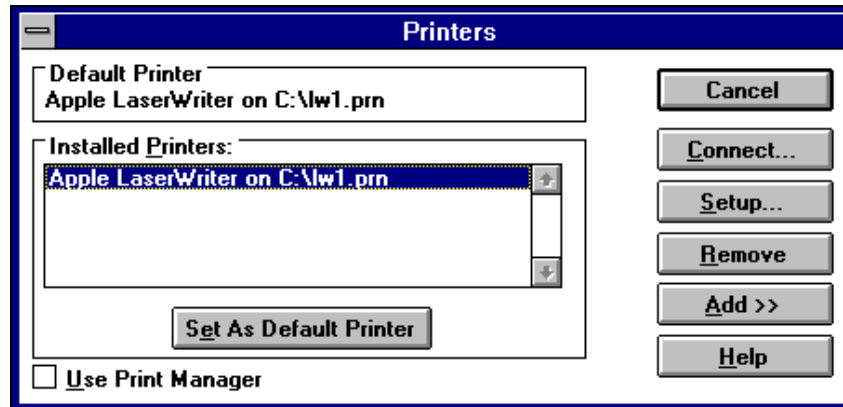 Printers
Default Printer
Apple LaserWriter on C:\lw1.prn
Installed Printers:
Apple LaserWriter on C:\lw1.prn
Set As Default Printer
Use Print Manager
Cancel
Connect...
Setup...
Remove
Add >>
Help